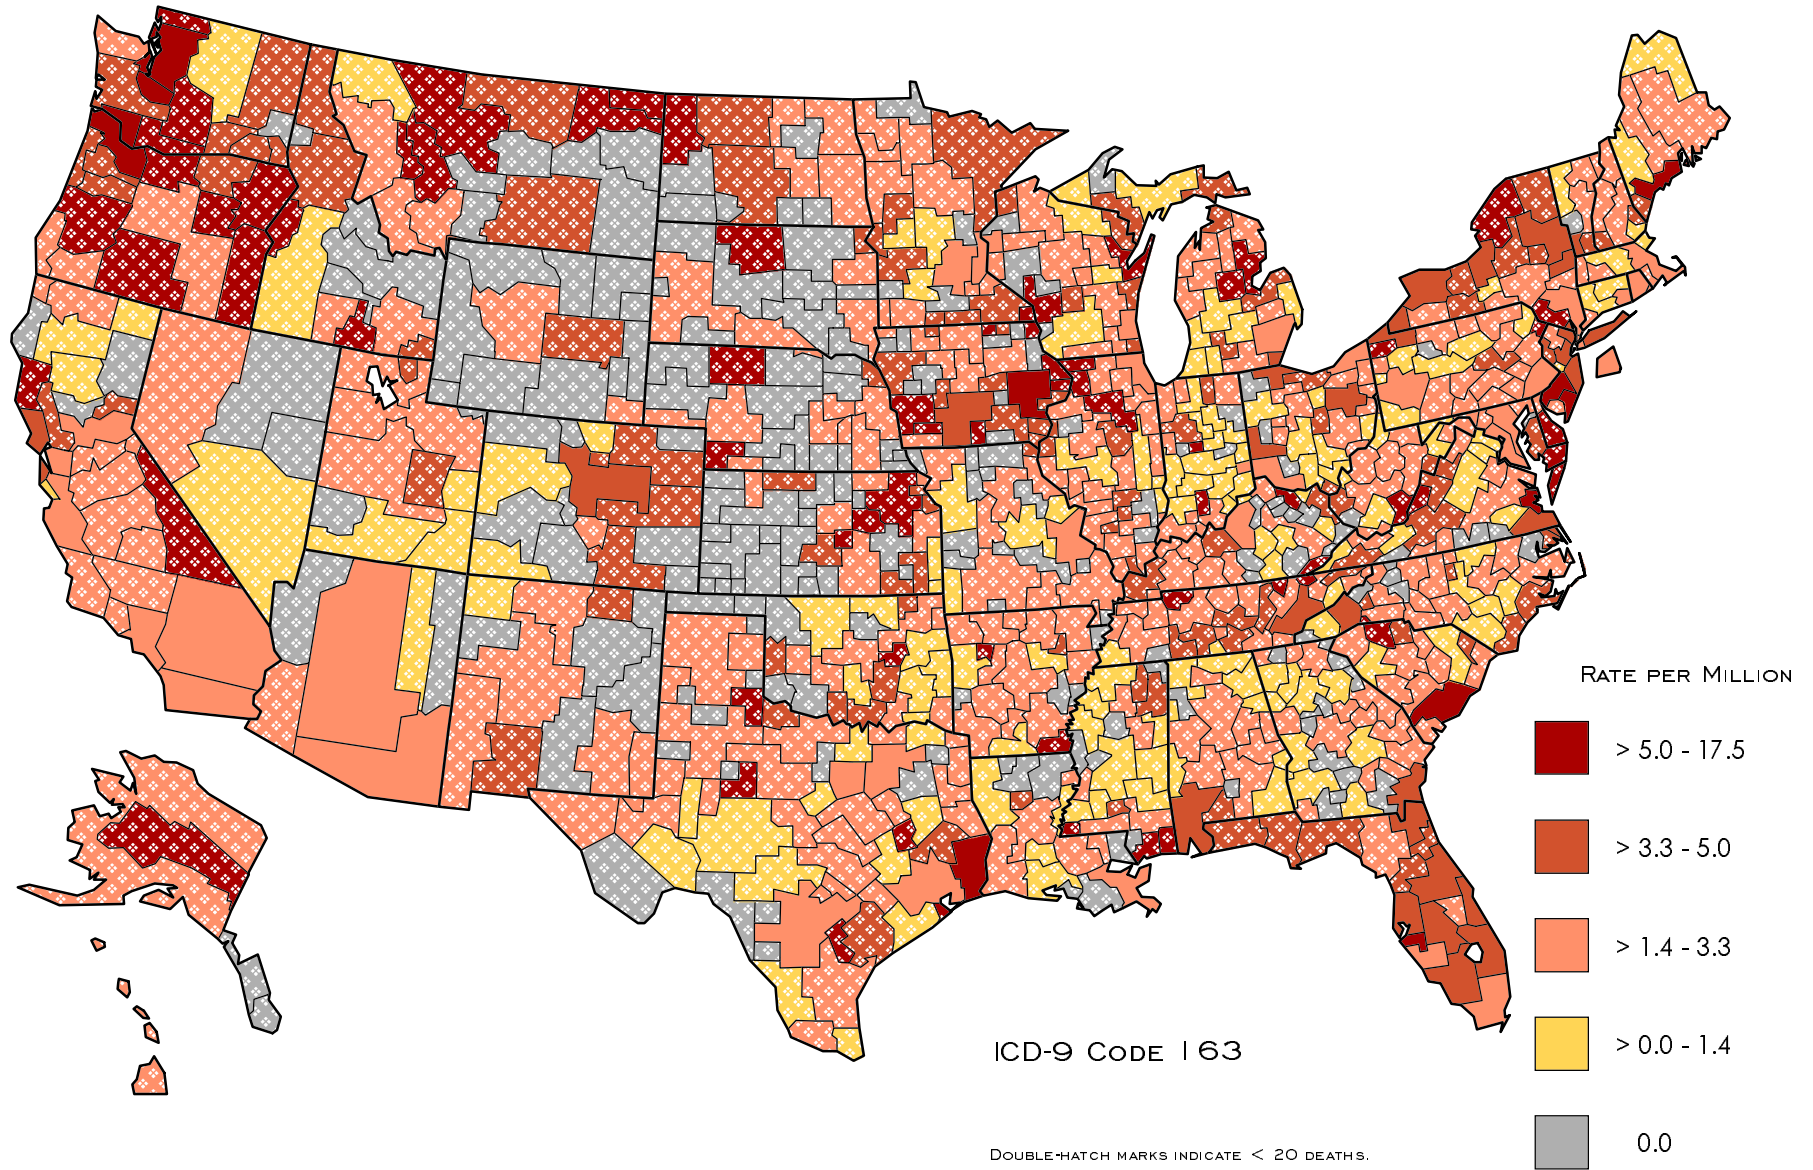 Rate per Million
> 5.0 - 17.5
> 3.3 - 5.0
> 1.4 - 3.3
> 0.0 - 1.4
0.0
ICD-9 Code 163
Double-hatch marks indicate < 20 deaths.